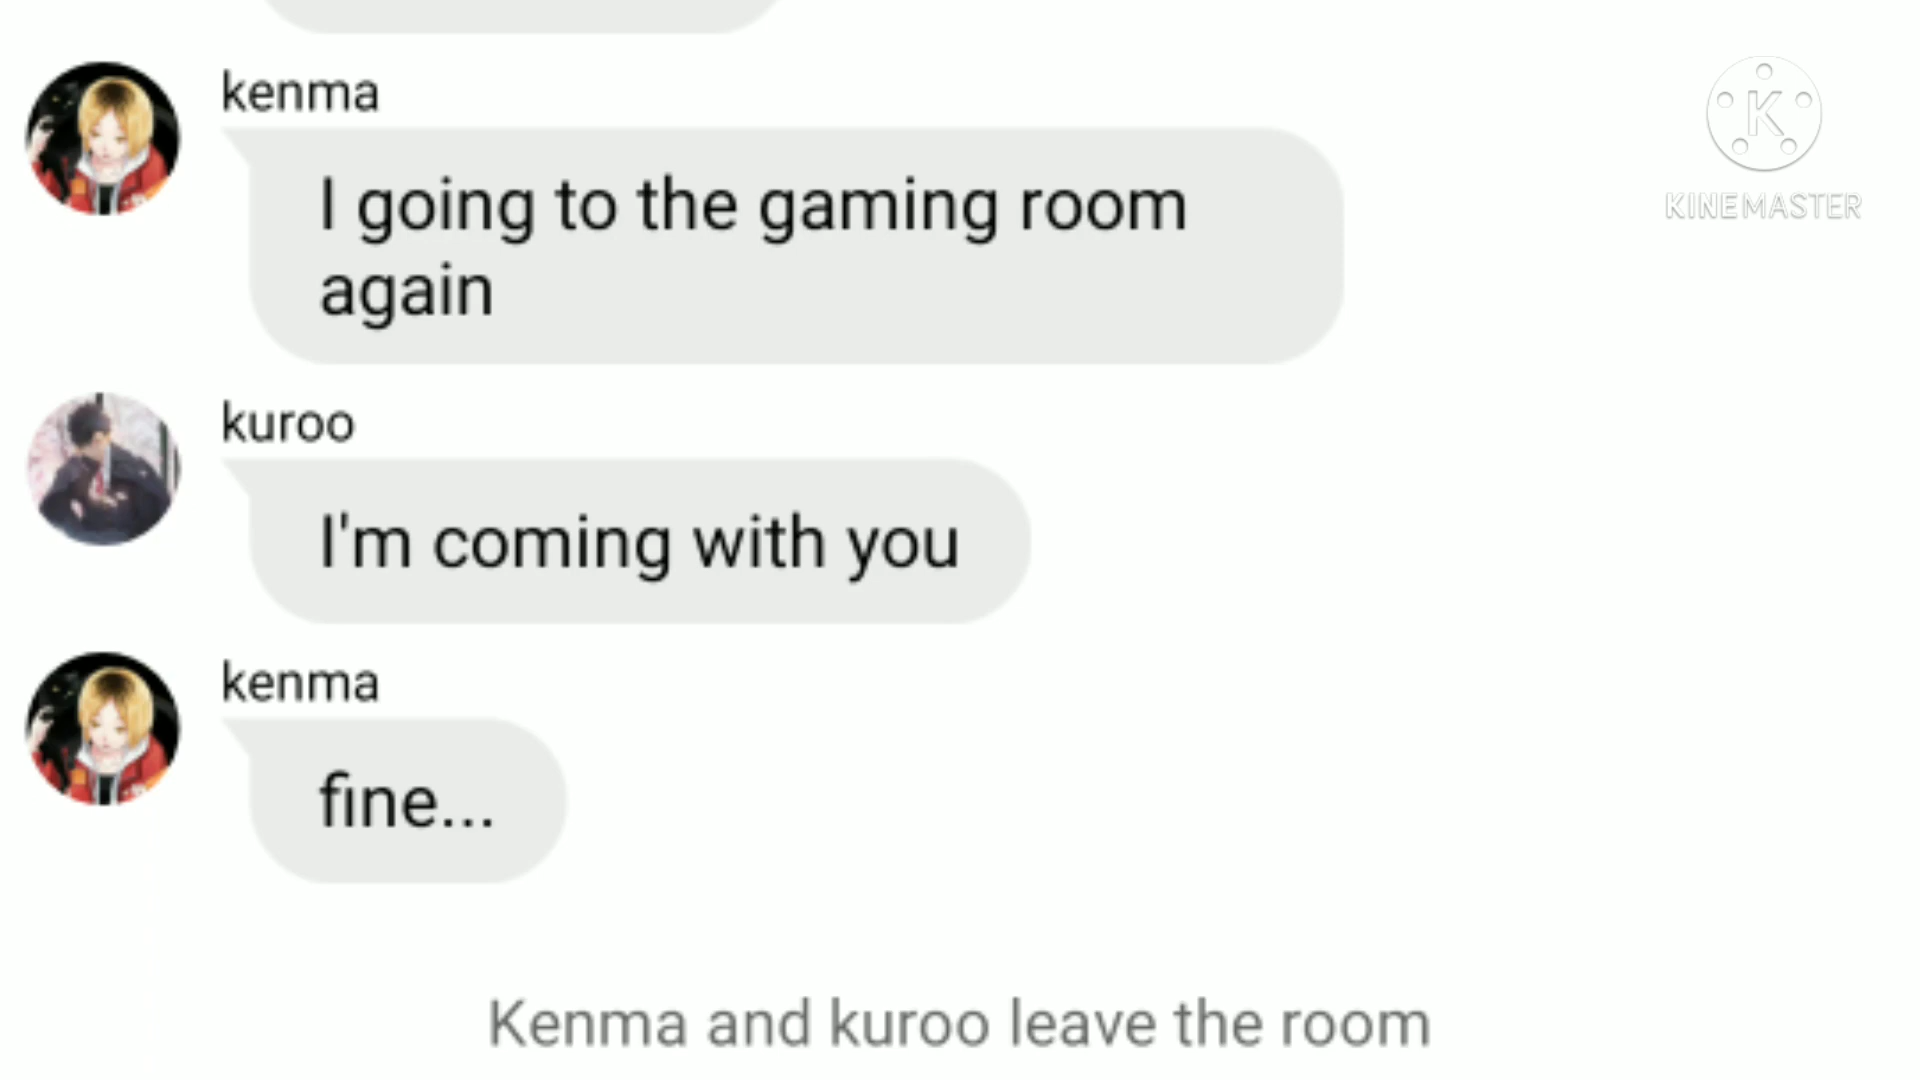 kenma
I going to the gaming room
again
kuroo
I'm coming with you
kenma
fine...
Kenma and kuroo leave the room
K
KINEMASTER